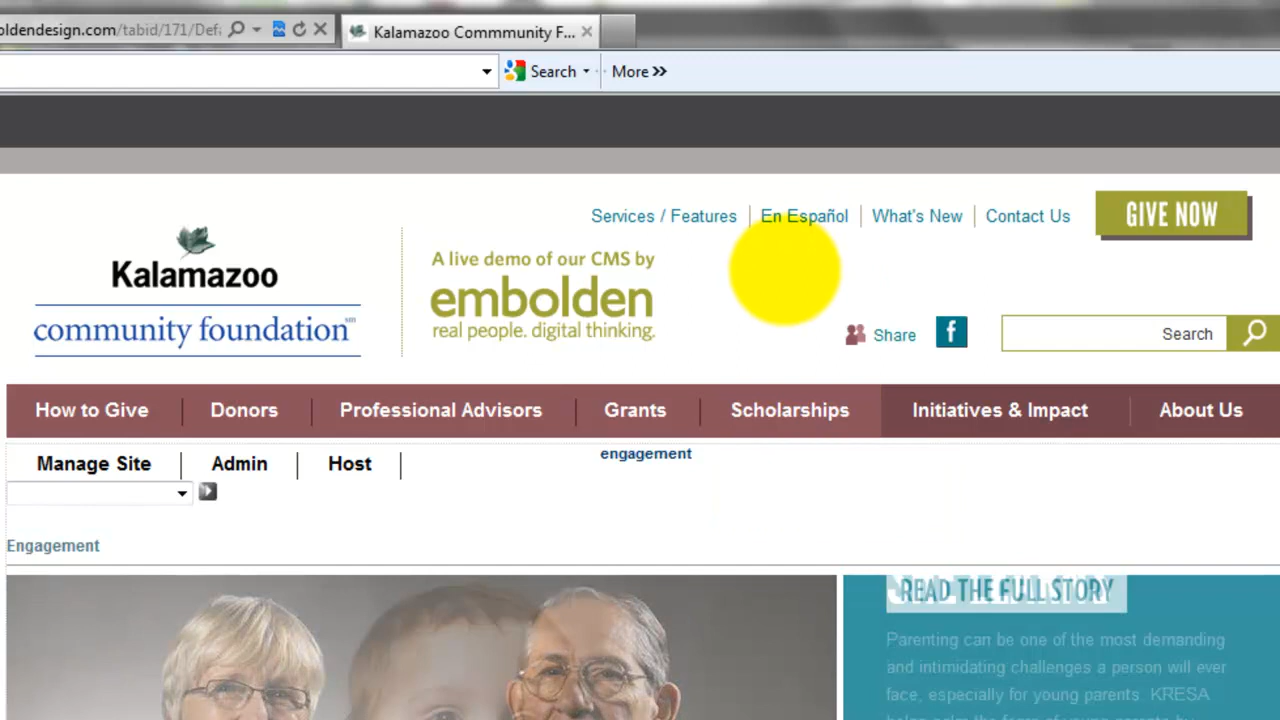 oldendesign.com/tabid/171/Def
Kalamazoo Commmunity F...
Search
More
Services / Features
En Español
What's New
Contact Us
GIVE NOW
Kalamazoo
community foundation
A live demo of our CMS by
embolden
real people. digital thinking.
Share
f
Search
How to Give
Donors
Professional Advisors
Grants
Scholarships
Initiatives & Impact
About Us
Manage Site
Admin
Host
engagement
Engagement
READ THE FULL STORY
Parenting can be one of the most demanding
and intimidating challenges a person will ever
face, especially for young parents. KRESA